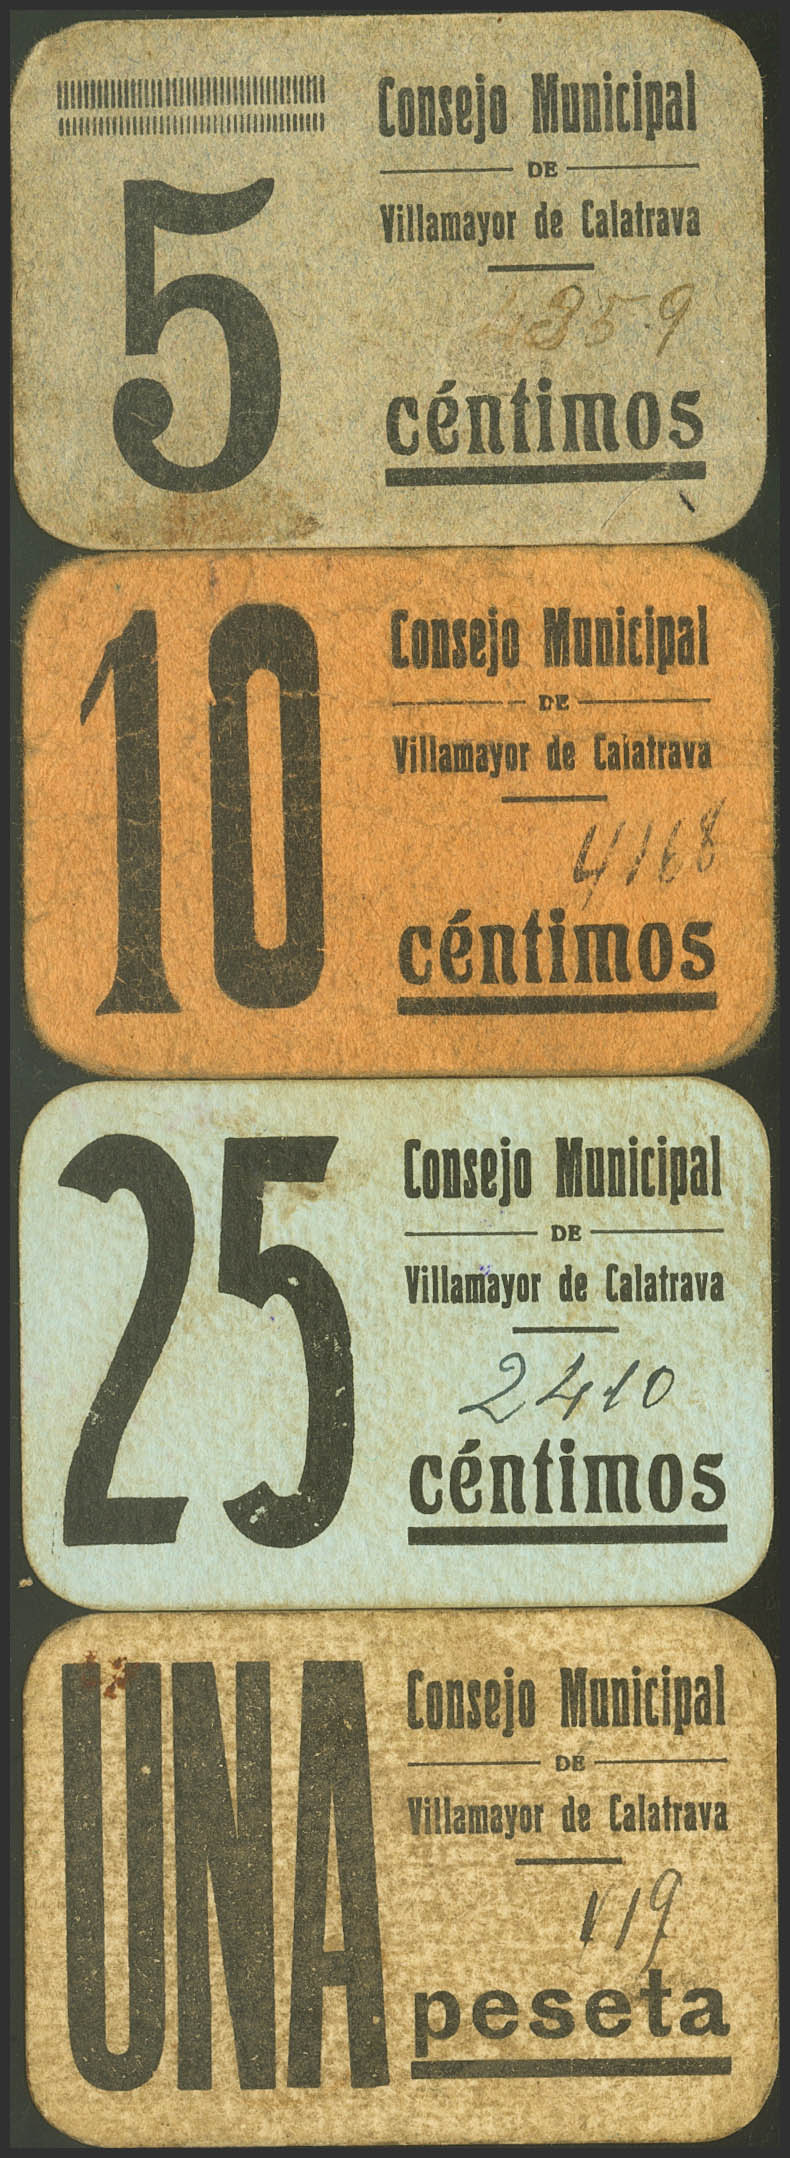 5
Consejo Municipal
DE
Villamayor de Calatrava
4359
céntimos
10
Consejo Municipal
DE
Villamayor de Calatrava
4168
céntimos
25
Consejo Municipal
DE
Villamayor de Calatrava
2410
céntimos
UNA
Consejo Municipal
DE
Villamayor de Calatrava
119
peseta